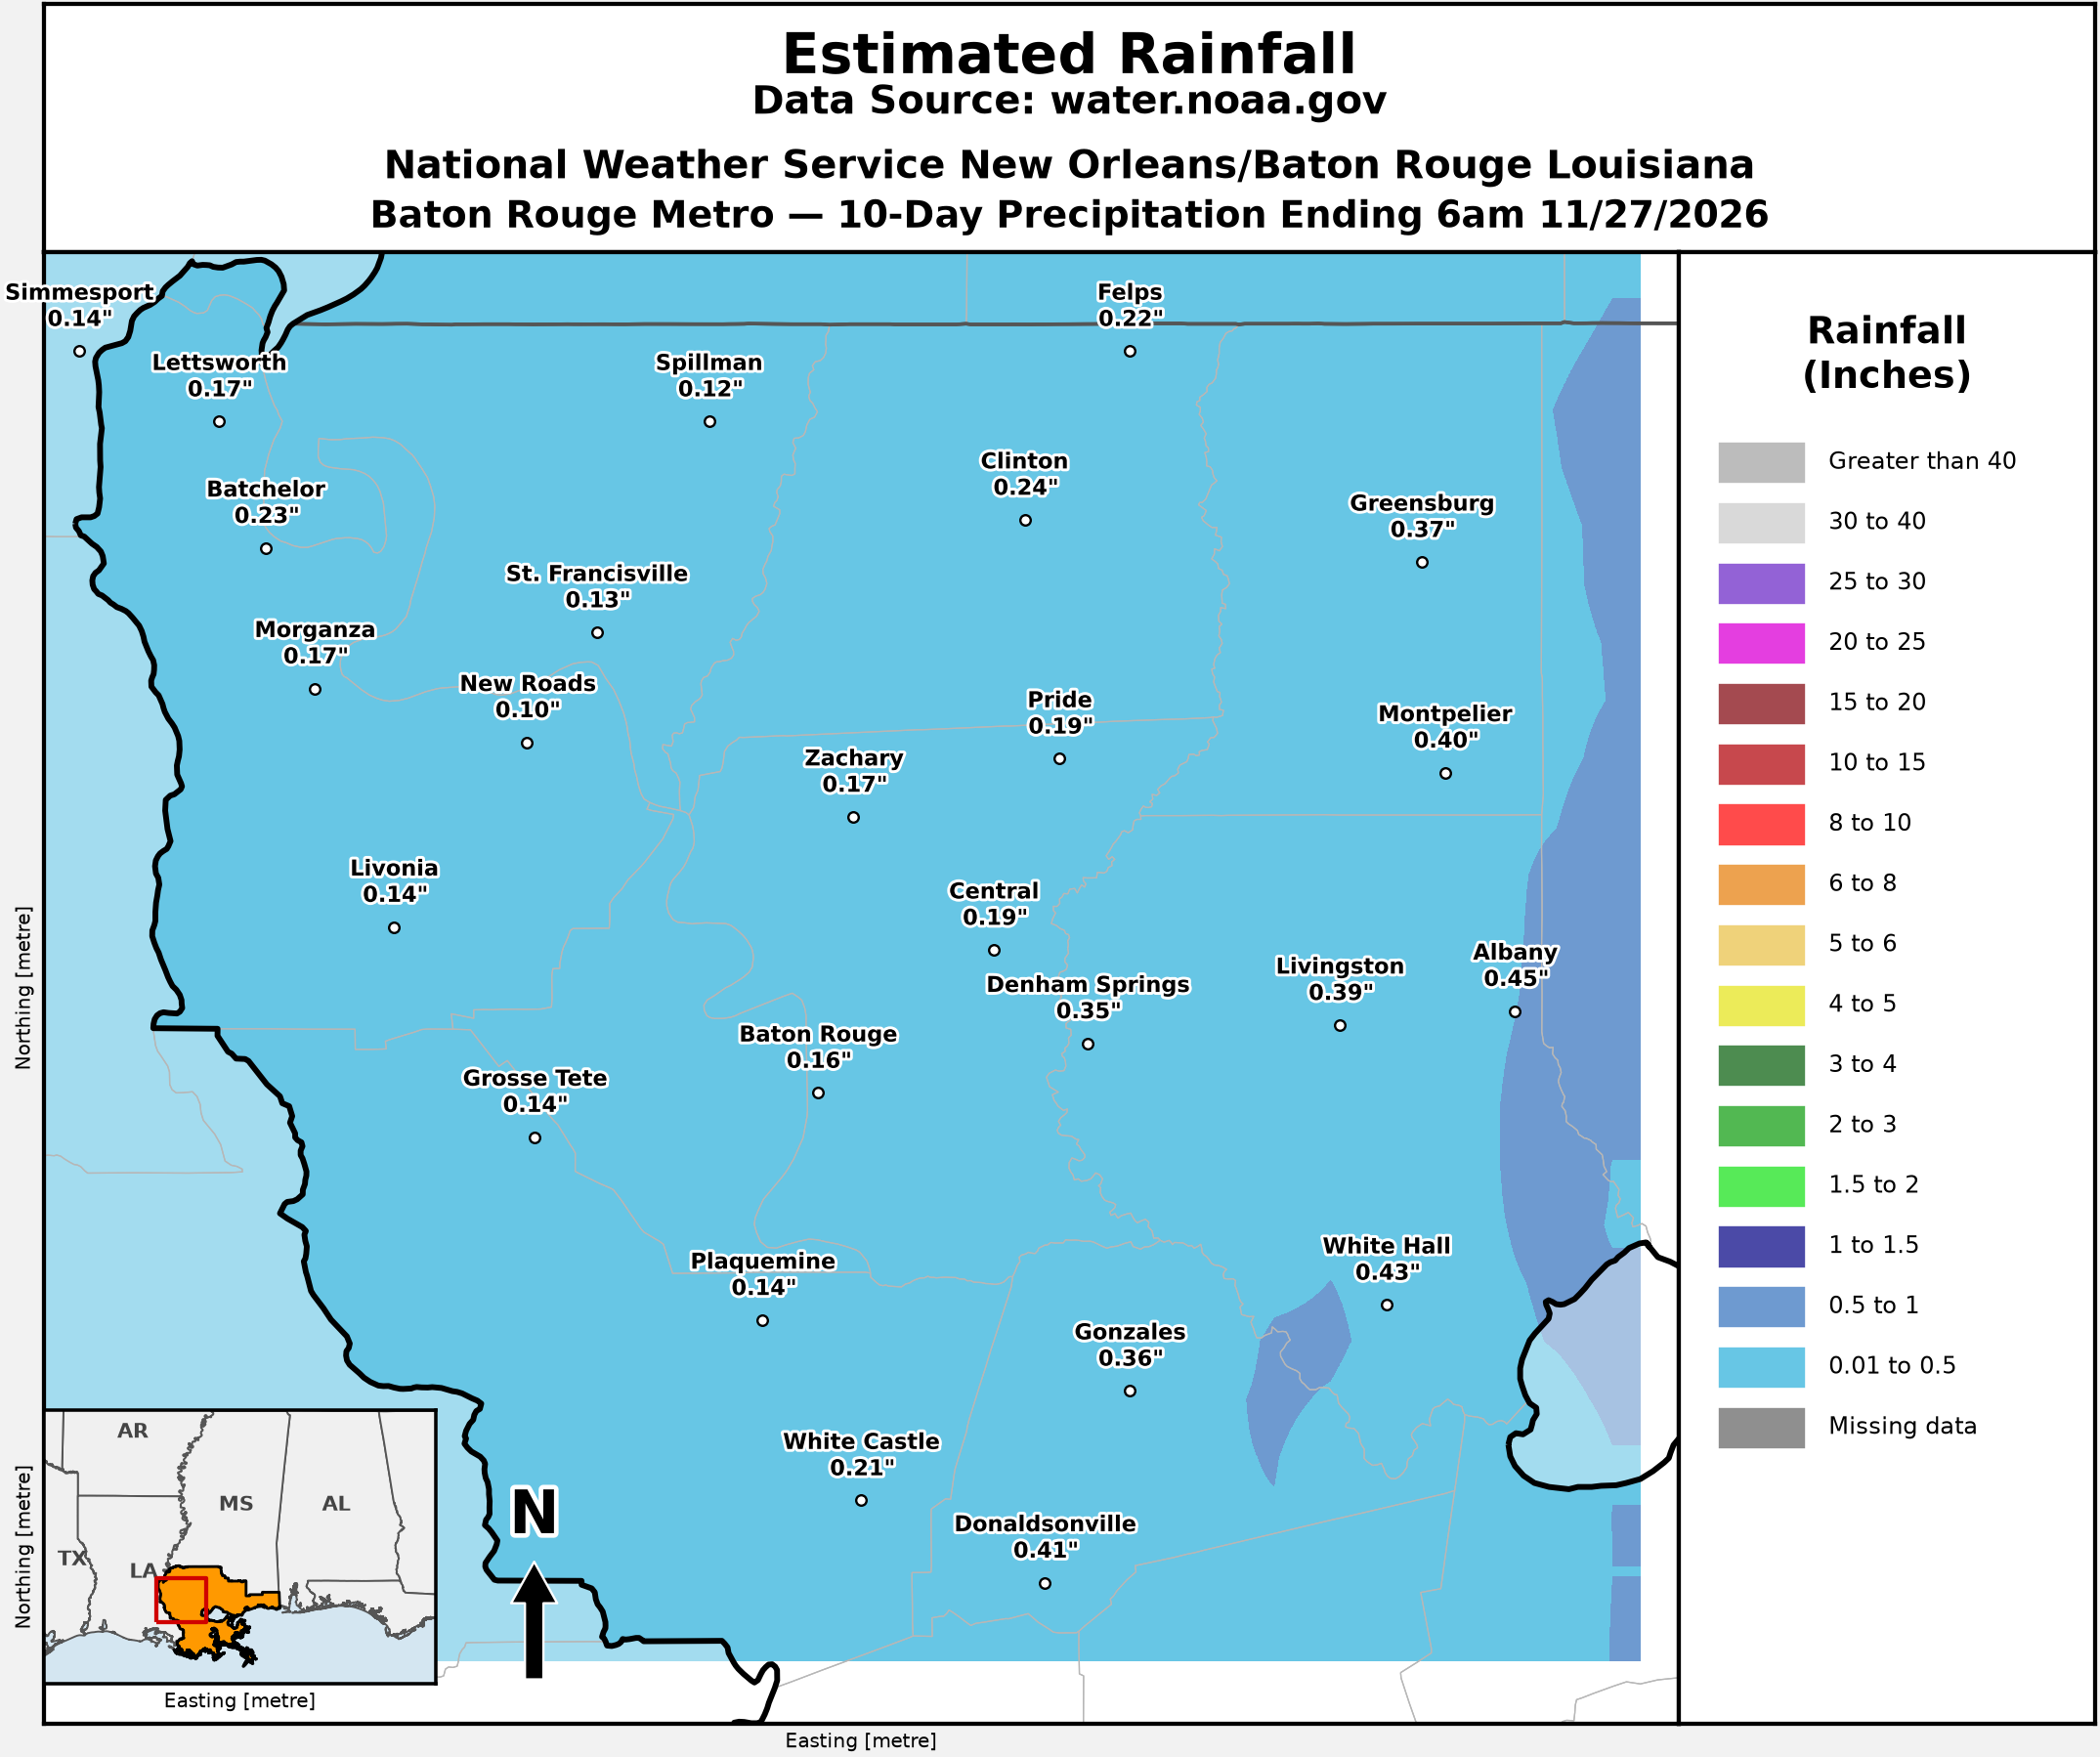 Estimated Rainfall
Data Source: water.noaa.gov
National Weather Service New Orleans/Baton Rouge Louisiana
Baton Rouge Metro — 10-Day Precipitation Ending 6am 11/27/2026
Simmesport
0.14"
Felps
0.22"
Lettsworth
0.17"
Spillman
0.12"
Clinton
0.24"
Batchelor
0.23"
Greensburg
0.37"
St. Francisville
0.13"
Morganza
0.17"
New Roads
0.10"
Pride
0.19"
Montpelier
0.40"
Zachary
0.17"
Livonia
0.14"
Central
0.19"
Albany
0.45"
Livingston
0.39"
Denham Springs
0.35"
Baton Rouge
0.16"
Grosse Tete
0.14"
White Hall
0.43"
Plaquemine
0.14"
Gonzales
0.36"
White Castle
0.21"
Donaldsonville
0.41"
N
AR
MS
AL
TX
LA
Northing [metre]
Northing [metre]
Easting [metre]
Easting [metre]
Rainfall
(Inches)
Greater than 40
30 to 40
25 to 30
20 to 25
15 to 20
10 to 15
8 to 10
6 to 8
5 to 6
4 to 5
3 to 4
2 to 3
1.5 to 2
1 to 1.5
0.5 to 1
0.01 to 0.5
Missing data